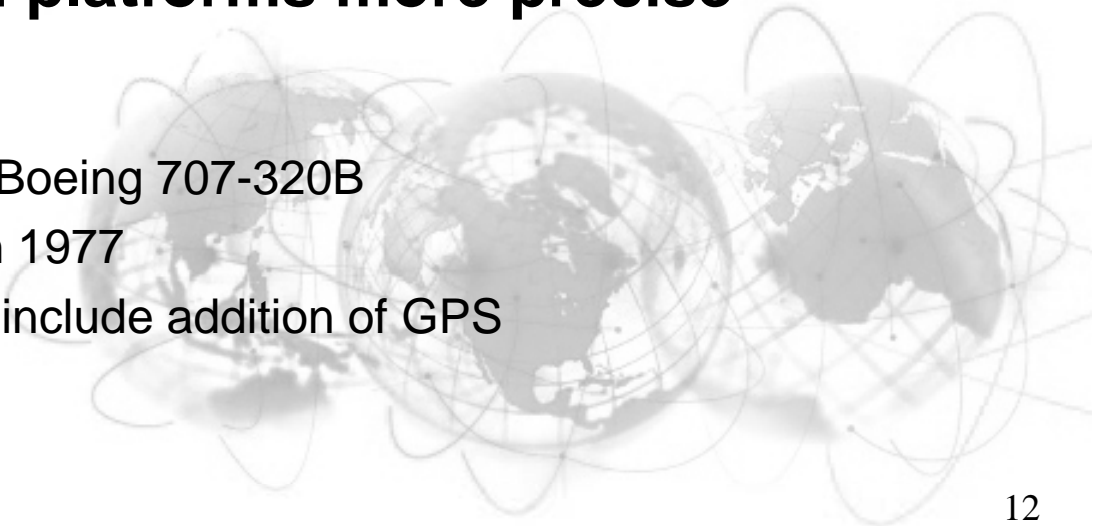 platforms more precise
Boeing 707-320B
1977
include addition of GPS
12